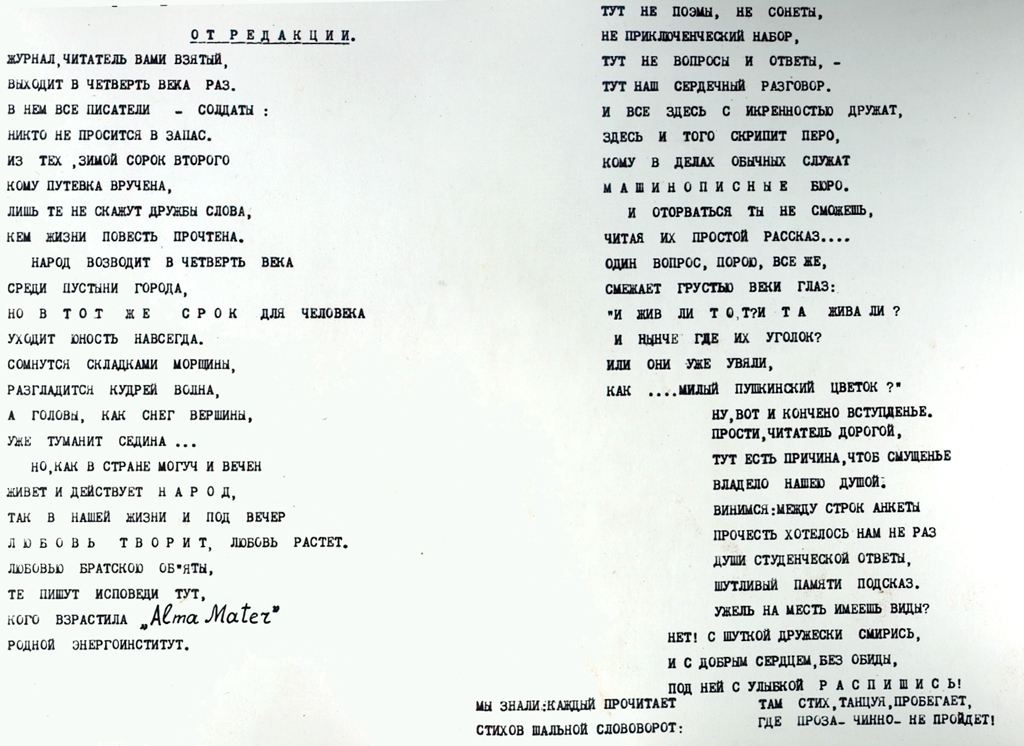 ОТ РЕДАКЦИИ.
ЖУРНАЛ,ЧИТАТЕЛЬ ВАМИ ВЗЯТЫЙ,
ВЫХОДИТ В ЧЕТВЕРТЬ ВЕКА РАЗ.
В НЕМ ВСЕ ПИСАТЕЛИ - СОЛДАТЫ :
НИКТО НЕ ПРОСИТСЯ В ЗАПАС.
ИЗ ТЕХ ,ЗИМОЙ СОРОК ВТОРОГО
КОМУ ПУТЕВКА ВРУЧЕНА,
ЛИШЬ ТЕ НЕ СКАЖУТ ДРУЖБЫ СЛОВА,
КЕМ ЖИЗНИ ПОВЕСТЬ ПРОЧТЕНА.
НАРОД ВОЗВОДИТ В ЧЕТВЕРТЬ ВЕКА
СРЕДИ ПУСТЫНИ ГОРОДА,
НО В Т О Т Ж Е С Р О К ДЛЯ ЧЕЛОВЕКА
УХОДИТ ЮНОСТЬ НАВСЕГДА.
СОМНУТСЯ СКЛАДКАМИ МОРЩИНЫ,
РАЗГЛАДИТСЯ КУДРЕЙ ВОЛНА,
А ГОЛОВЫ, КАК СНЕГ ВЕРШИНЫ,
УЖЕ ТУМАНИТ СЕДИНА ...
НО,КАК В СТРАНЕ МОГУЧ И ВЕЧЕН
ЖИВЕТ И ДЕЙСТВУЕТ Н А Р О Д,
ТАК В НАШЕЙ ЖИЗНИ И ПОД ВЕЧЕР
Л Ю Б О В Ь Т В О Р И Т, ЛЮБОВЬ РАСТЕТ.
ЛЮБОВЬЮ БРАТСКОЮ ОБ"ЯТЫ,
ТЕ ПИШУТ ИСПОВЕДИ ТУТ,
КОГО ВЗРАСТИЛА „Alma Mater"
РОДНОЙ ЭНЕРГОИНСТИТУТ.
ТУТ НЕ ПОЭМЫ, НЕ СОНЕТЫ,
НЕ ПРИКЛЮЧЕНЧЕСКИЙ НАБОР,
ТУТ НЕ ВОПРОСЫ И ОТВЕТЫ, -
ТУТ НАШ СЕРДЕЧНЫЙ РАЗГОВОР.
И ВСЕ ЗДЕСЬ С ИКРЕННОСТЬЮ ДРУЖАТ,
ЗДЕСЬ И ТОГО СКРИПИТ ПЕРО,
КОМУ В ДЕЛАХ ОБЫЧНЫХ СЛУЖАТ
М А Ш И Н О П И С Н Ы Е БЮРО.
И ОТОРВАТЬСЯ ТЫ НЕ СМОЖЕШЬ,
ЧИТАЯ ИХ ПРОСТОЙ РАССКАЗ....
ОДИН ВОПРОС, ПОРОЮ, ВСЕ ЖЕ,
СМЕЖАЕТ ГРУСТЬЮ ВЕКИ ГЛАЗ:
"И ЖИВ ЛИ Т О,Т?И Т А ЖИВА ЛИ ?
И НЫНЧЕ ГДЕ ИХ УГОЛОК?
ИЛИ ОНИ УЖЕ УВЯЛИ,
КАК ....МИЛЫЙ ПУШКИНСКИЙ ЦВЕТОК ?"
НУ,ВОТ И КОНЧЕНО ВСТУПДЕНЬЕ.
ПРОСТИ,ЧИТАТЕЛЬ ДОРОГОЙ,
ТУТ ЕСТЬ ПРИЧИНА,ЧТОБ СМУЩЕНЬЕ
ВЛАДЕЛО НАШЕЮ ДУШОЙ:
ВИНИМСЯ:МЕЖДУ СТРОК АНКЕТЫ
ПРОЧЕСТЬ ХОТЕЛОСЬ НАМ НЕ РАЗ
ДУШИ СТУДЕНЧЕСКОЙ ОТВЕТЫ,
ШУТЛИВЫЙ ПАМЯТИ ПОДСКАЗ.
УЖЕЛЬ НА МЕСТЬ ИМЕЕШЬ ВИДЫ?
НЕТ! С ШУТКОЙ ДРУЖЕСКИ СМИРИСЬ,
И С ДОБРЫМ СЕРДЦЕМ,БЕЗ ОБИДЫ,
ПОД НЕЙ С УЛЫБКОЙ Р А С П И Ш И С Ь!
МЫ ЗНАЛИ:КАЖДЫЙ ПРОЧИТАЕТ
СТИХОВ ШАЛЬНОЙ СЛОВОВОРОТ:
ТАМ СТИХ,ТАНЦУЯ,ПРОБЕГАЕТ,
ГДЕ ПРОЗА- ЧИННО- НЕ ПРОЙДЕТ!